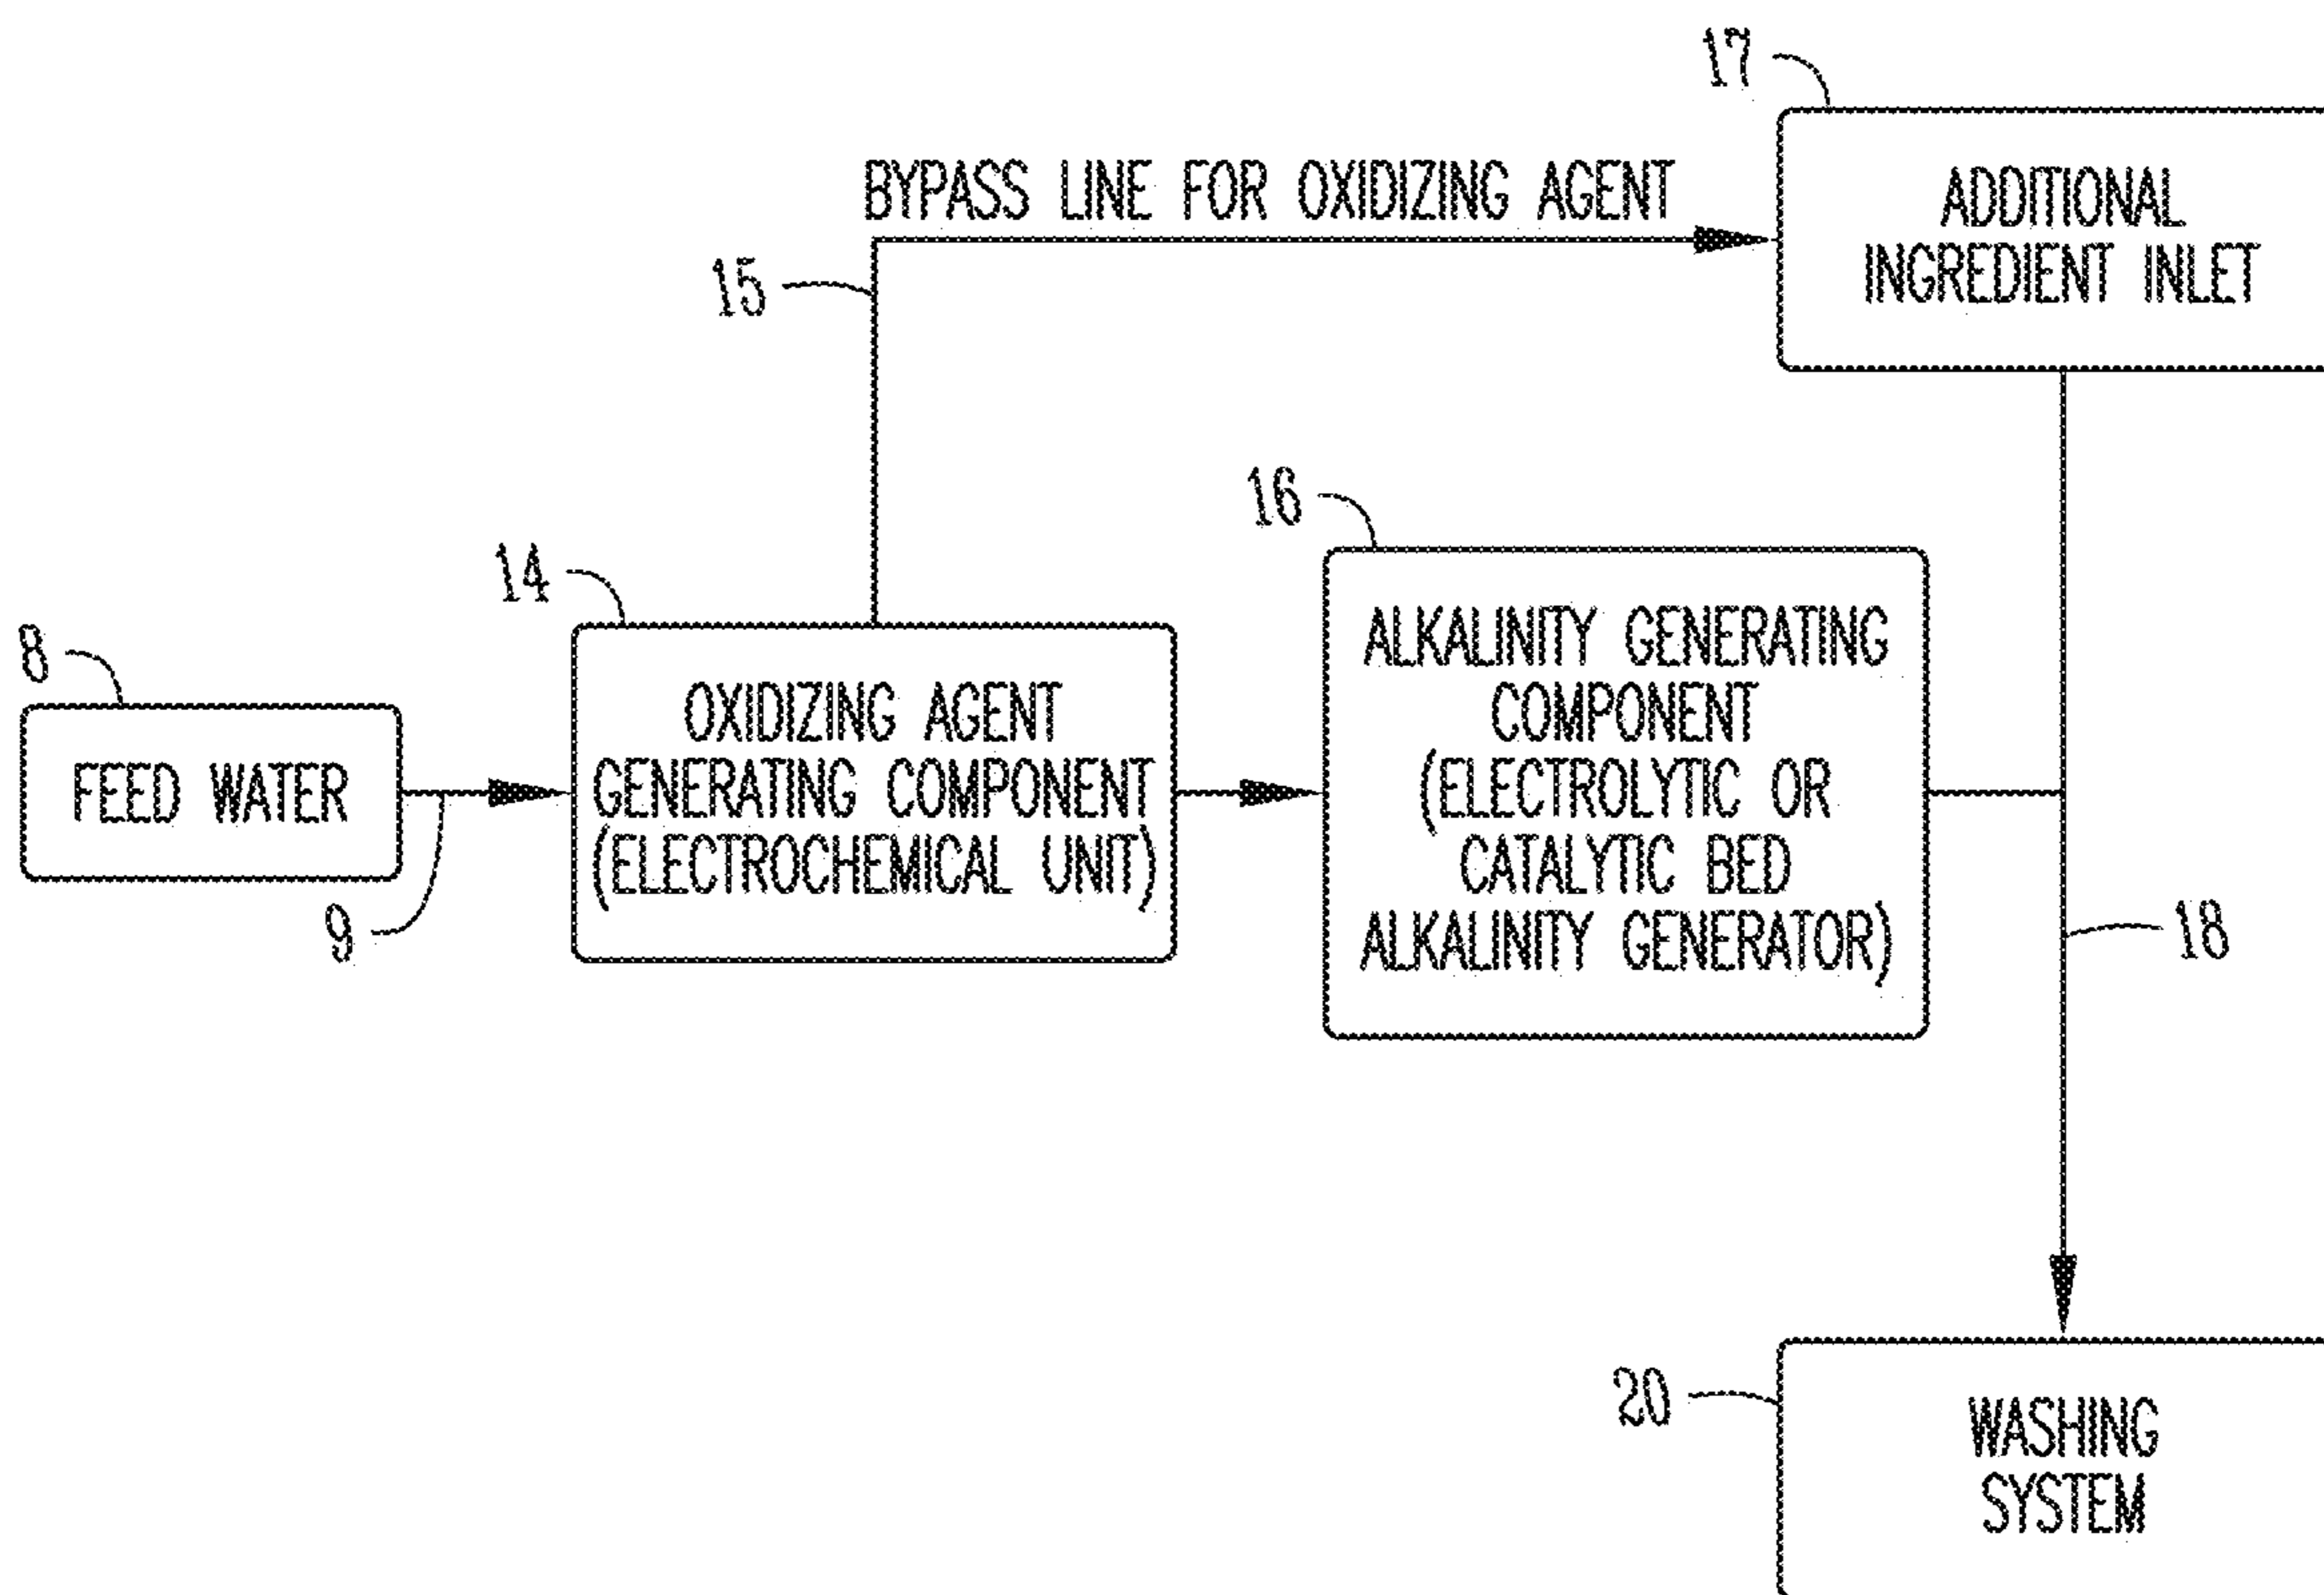 17
BYPASS LINE FOR OXIDIZING AGENT
ADDITIONAL
INGREDIENT INLET
15
16
14
8
FEED WATER
9
OXIDIZING AGENT
GENERATING COMPONENT
(ELECTROCHEMICAL UNIT)
ALKALINITY GENERATING
COMPONENT
(ELECTROLYTIC OR
CATALYTIC BED
ALKALINITY GENERATOR)
18
20
WASHING
SYSTEM